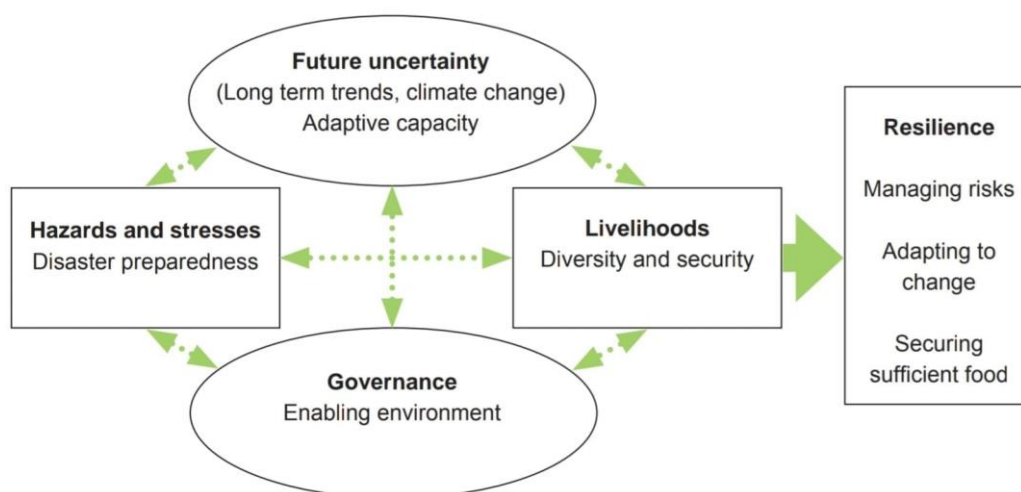 Future uncertainty
(Long term trends, climate change)
Adaptive capacity
Hazards and stresses
Disaster preparedness
Livelihoods
Diversity and security
Governance
Enabling environment
Resilience
Managing risks
Adapting to
change
Securing
sufficient food